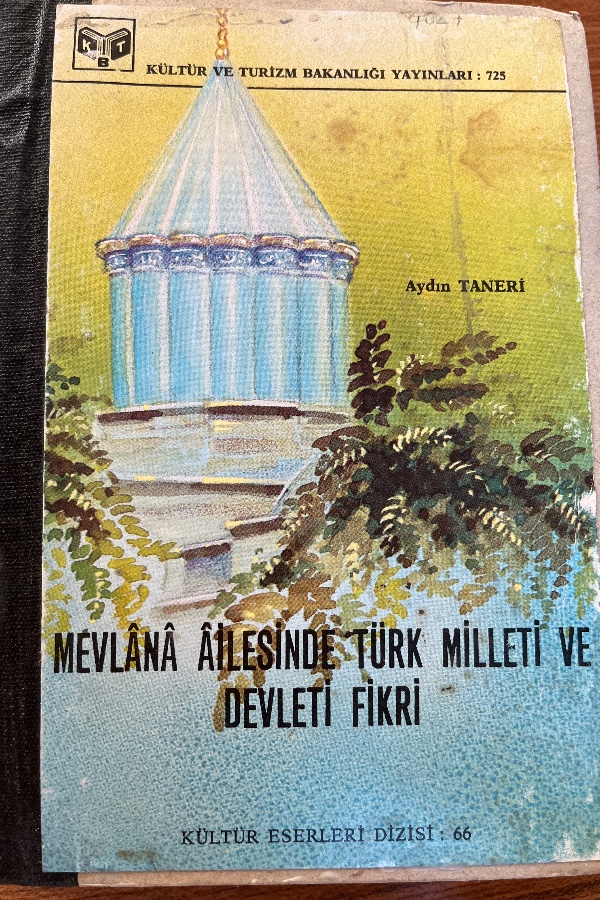 K T
B
KÜLTÜR VE TURİZM BAKANLIĞI YAYINLARI : 725
Aydın TANERİ
MEVLÂNÂ ÂİLESİNDE TÜRK MİLLETİ VE
DEVLETİ FİKRİ
KÜLTÜR ESERLERİ DİZİSİ : 66